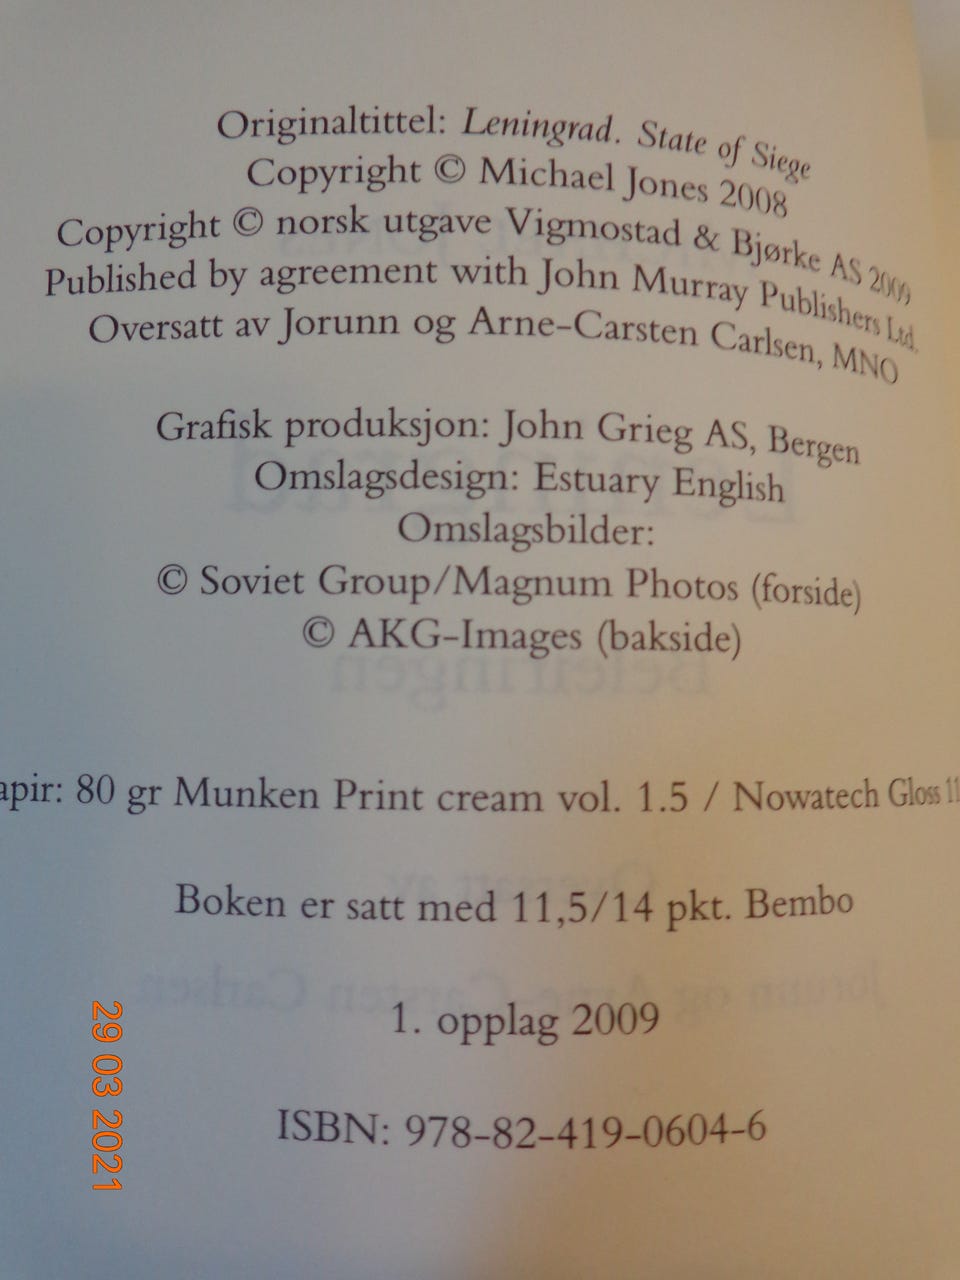 Originaltittel: Leningrad. State of Siege
Copyright © Michael Jones 2008
Copyright © norsk utgave Vigmostad & Bjørke AS 2009
Published by agreement with John Murray Publishers Ltd.
Oversatt av Jorunn og Arne-Carsten Carlsen, MNO
Grafisk produksjon: John Grieg AS, Bergen
Omslagsdesign: Estuary English
Omslagsbilder:
© Soviet Group/Magnum Photos (forside)
© AKG-Images (bakside)
apir: 80 gr Munken Print cream vol. 1.5 / Nowatech Gloss 11
Boken er satt med 11,5/14 pkt. Bembo
1. opplag 2009
ISBN: 978-82-419-0604-6
29 03 2021